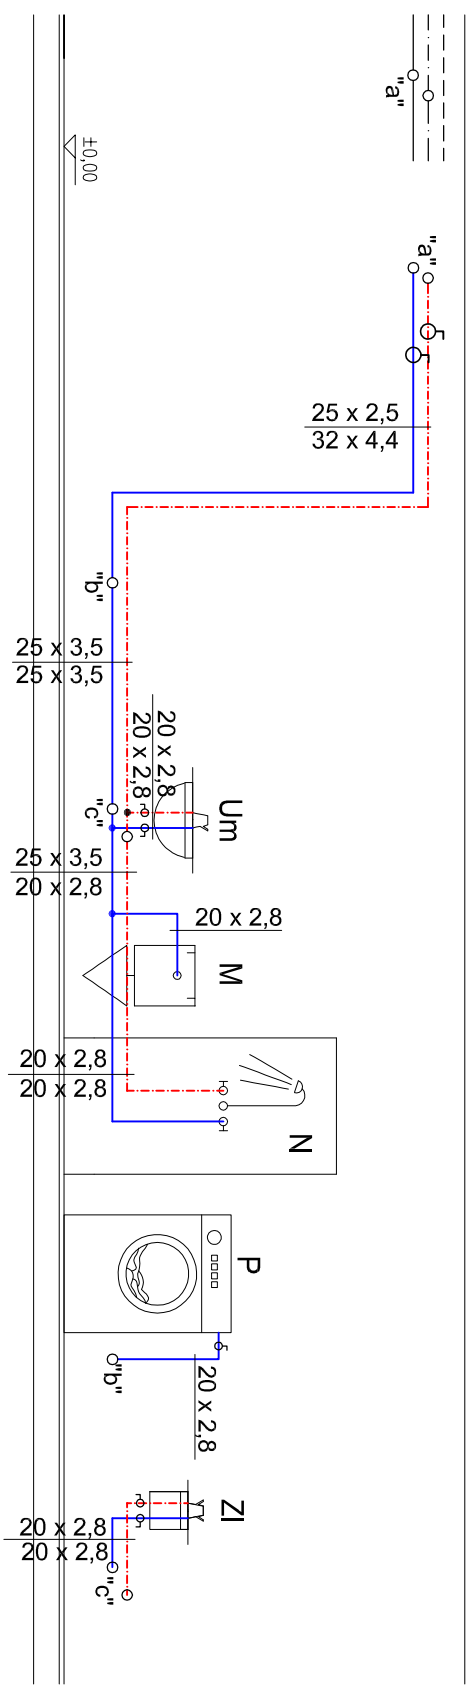 "a"
±0,00
"a"
25 x 2,5
32 x 4,4
"b"
25 x 3,5
25 x 3,5
20 x 2,8
20 x 2,8
Um
"c"
25 x 3,5
20 x 2,8
20 x 2,8
M
20 x 2,8
20 x 2,8
N
P
"b"
20 x 2,8
Zl
20 x 2,8
20 x 2,8
"c"